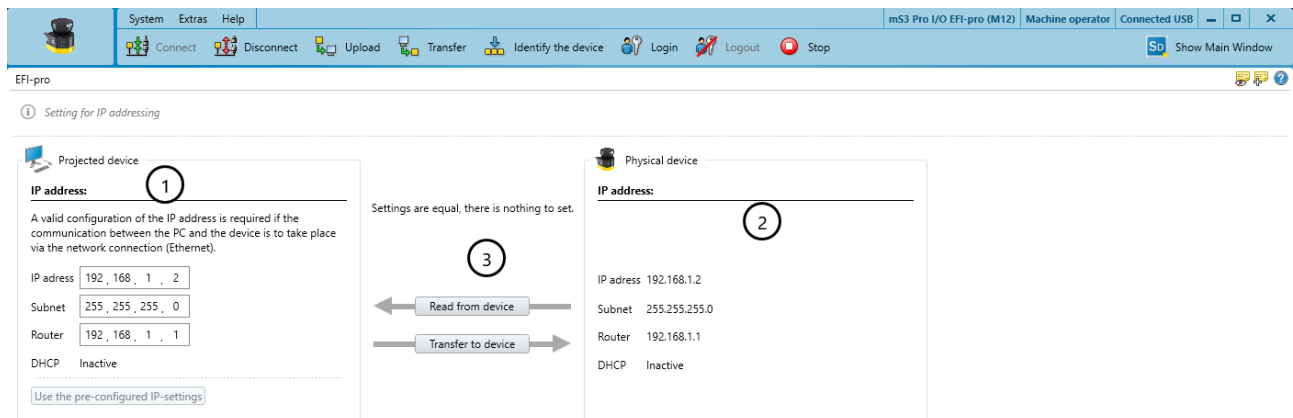 System Extras Help
mS3 Pro I/O EFI-pro (M12) Machine operator Connected USB
Connect Disconnect Upload Transfer Identify the device Login Logout Stop
SD Show Main Window
EFI-pro
Setting for IP addressing
Projected device
IP address:
1
A valid configuration of the IP address is required if the
communication between the PC and the device is to take place
via the network connection (Ethernet).
IP adress 192 . 168 . 1 . 2
Subnet 255 . 255 . 255 . 0
Router 192 . 168 . 1 . 1
DHCP Inactive
Use the pre-configured IP-settings
Settings are equal, there is nothing to set.
3
Read from device
Transfer to device
Physical device
IP address:
2
IP adress 192.168.1.2
Subnet 255.255.255.0
Router 192.168.1.1
DHCP Inactive